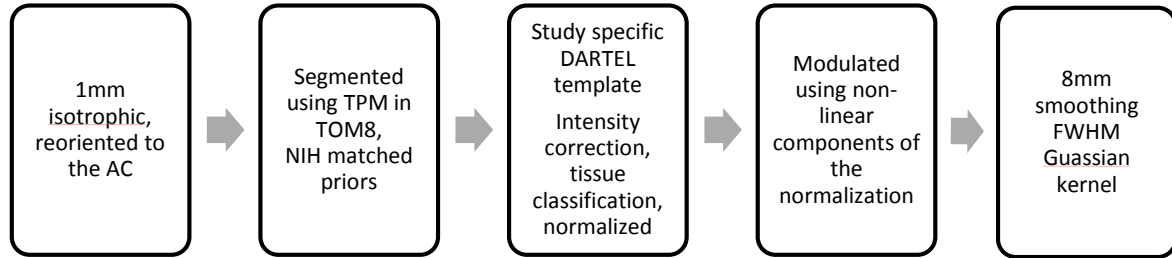 1mm
isotrophic,
reoriented to
the AC
Segmented
using TPM in
TOM8,
NIH matched
priors
Study specific
DARTEL
template
Intensity
correction,
tissue
classification,
normalized
Modulated
using non-
linear
components of
the
normalization
8mm
smoothing
FWHM
Guassian
kernel